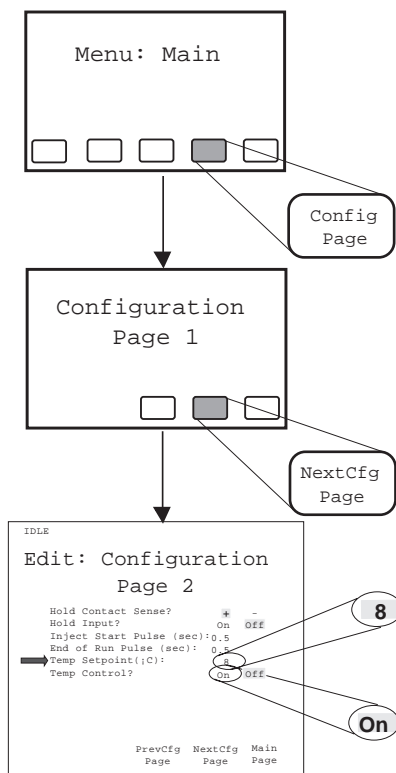 Menu: Main
Config
Page
Configuration
Page 1
NextCfg
Page
IDLE
Edit: Configuration
Page 2
Hold Contact Sense? + -
Hold Input? On Off
Inject Start Pulse (sec): 0.5
End of Run Pulse (sec): 0.5
Temp Setpoint(¡C): 8
Temp Control? On Off
8
On
PrevCfg NextCfg Main
Page Page Page